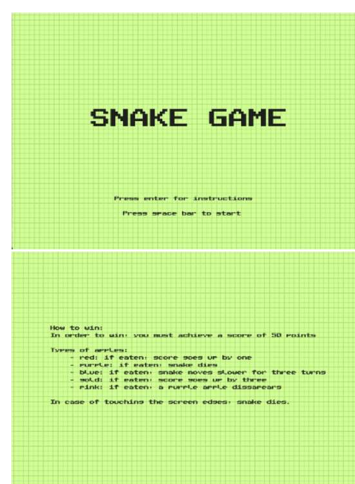 SNAKE GAME
Press enter for instructions
Press space bar to start
How to win:
In order to win, you must achieve a score of 50 points
Types of apples:
- red: if eaten, score goes up by one
- purple: if eaten, snake dies
- blue: if eaten, snake moves slower for three turns
- gold: if eaten, score goes up by three
- pink: if eaten, a purple apple dissapears
In case of touching the screen edges, snake dies.